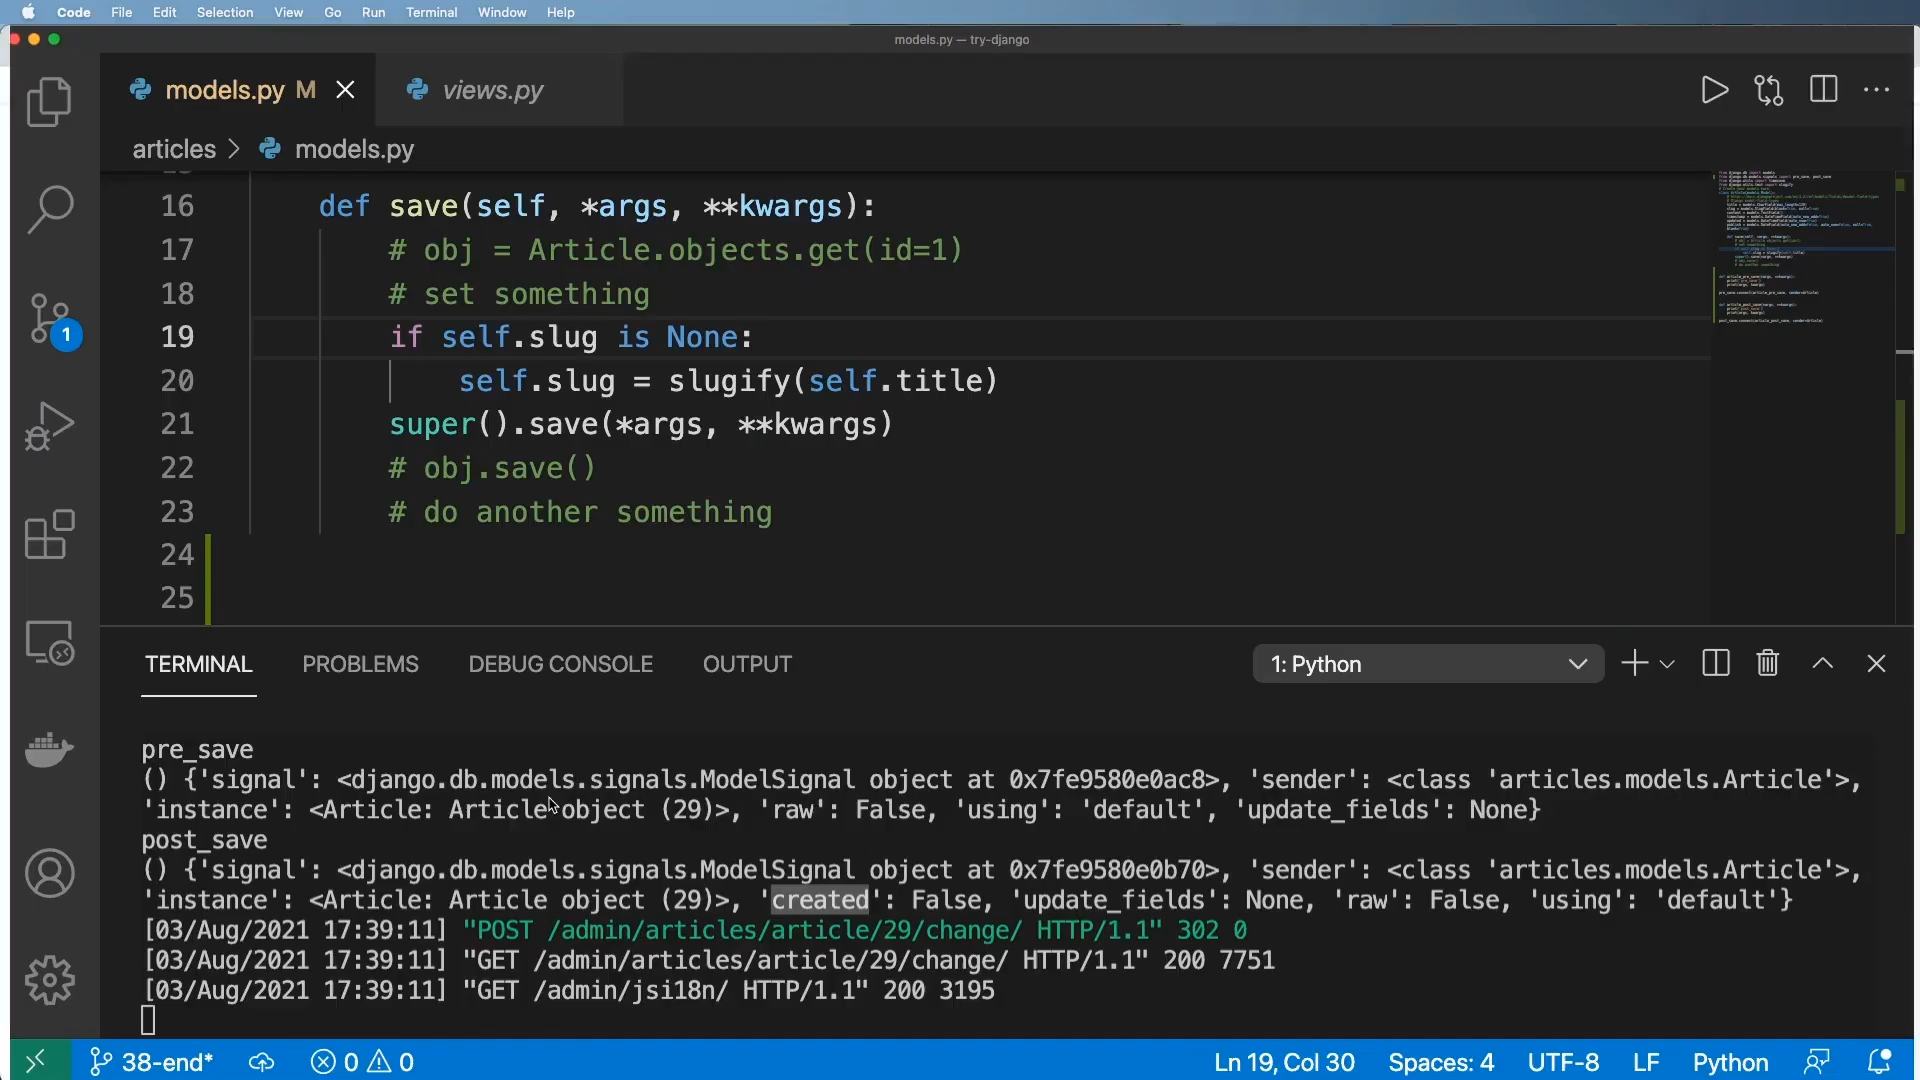 Code File Edit Selection View Go Run Terminal Window Help
models.py — try-django
models.py M views.py
articles > models.py
16 def save(self, *args, **kwargs):
17 # obj = Article.objects.get(id=1)
18 # set something
19 if self.slug is None:
20 self.slug = slugify(self.title)
21 super().save(*args, **kwargs)
22 # obj.save()
23 # do another something
24
25
1
TERMINAL PROBLEMS DEBUG CONSOLE OUTPUT 1: Python
pre_save
() {'signal': <django.db.models.signals.ModelSignal object at 0x7fe9580e0ac8>, 'sender': <class 'articles.models.Article'>,
'instance': <Article: Article object (29)>, 'raw': False, 'using': 'default', 'update_fields': None}
post_save
() {'signal': <django.db.models.signals.ModelSignal object at 0x7fe9580e0b70>, 'sender': <class 'articles.models.Article'>,
'instance': <Article: Article object (29)>, 'created': False, 'update_fields': None, 'raw': False, 'using': 'default'}
[03/Aug/2021 17:39:11] "POST /admin/articles/article/29/change/ HTTP/1.1" 302 0
[03/Aug/2021 17:39:11] "GET /admin/articles/article/29/change/ HTTP/1.1" 200 7751
[03/Aug/2021 17:39:11] "GET /admin/jsi18n/ HTTP/1.1" 200 3195
38-end* 0 0 Ln 19, Col 30 Spaces: 4 UTF-8 LF Python